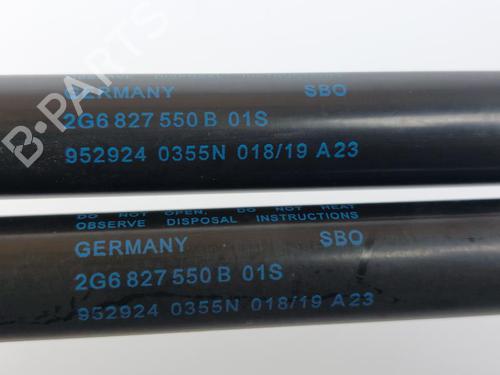 GERMANY SBO
2G6 827 550 B 01S
952924 0355N 018/19 A23
DO NOT OPEN, DO NOT HEAT
OBSERVE DISPOSAL INSTRUCTIONS
GERMANY SBO
2G6 827 550 B 01S
952924 0355N 018/19 A23
B-PARTS